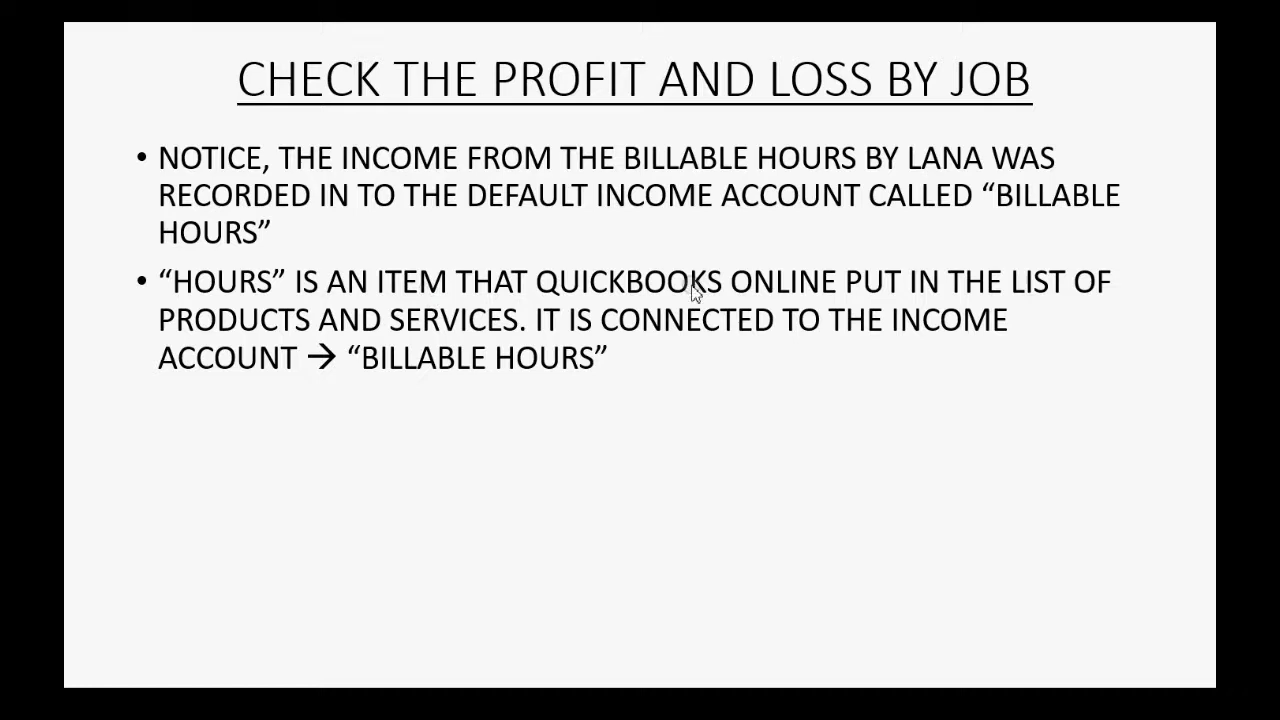 CHECK THE PROFIT AND LOSS BY JOB
• NOTICE, THE INCOME FROM THE BILLABLE HOURS BY LANA WAS
RECORDED IN TO THE DEFAULT INCOME ACCOUNT CALLED “BILLABLE
HOURS”
• “HOURS” IS AN ITEM THAT QUICKBOOKS ONLINE PUT IN THE LIST OF
PRODUCTS AND SERVICES. IT IS CONNECTED TO THE INCOME
ACCOUNT → “BILLABLE HOURS”